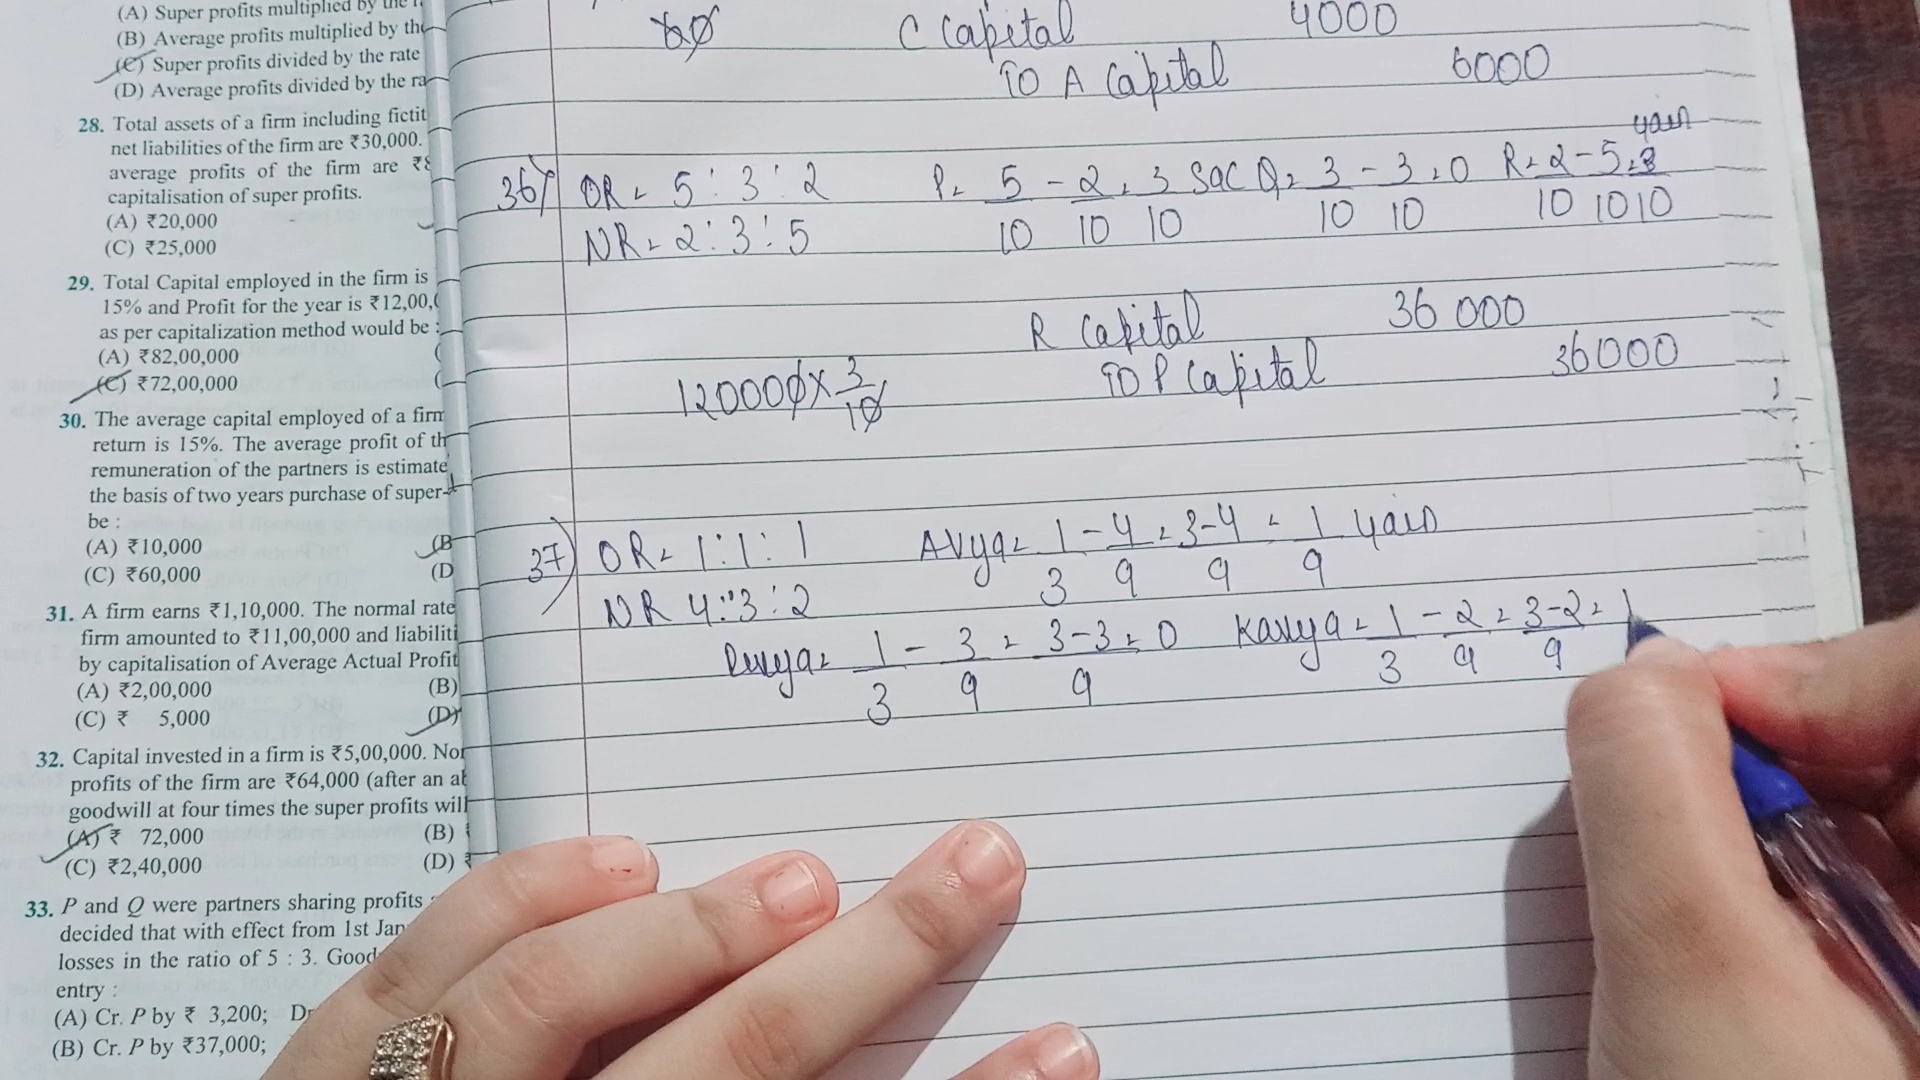 (A) Super profits multiplied by the
(B) Average profits multiplied by the
(C) Super profits divided by the rate
(D) Average profits divided by the ra
28. Total assets of a firm including fictit
net liabilities of the firm are ₹30,000.
average profits of the firm are ₹8
capitalisation of super profits.
(A) ₹20,000
(C) ₹25,000
29. Total Capital employed in the firm is
15% and Profit for the year is ₹12,00,0
as per capitalization method would be :
(A) ₹82,00,000
(C) ₹72,00,000
30. The average capital employed of a firm
return is 15%. The average profit of th
remuneration of the partners is estimate
the basis of two years purchase of super-
be :
(A) ₹10,000 (B
(C) ₹60,000 (D
31. A firm earns ₹1,10,000. The normal rate
firm amounted to ₹11,00,000 and liabiliti
by capitalisation of Average Actual Profit
(A) ₹2,00,000 (B)
(C) ₹ 5,000 (D)
32. Capital invested in a firm is ₹5,00,000. Nor
profits of the firm are ₹64,000 (after an
goodwill at four times the super profits will
(A) ₹ 72,000 (B)
(C) ₹2,40,000 (D)
33. P and Q were partners sharing profits
decided that with effect from 1st Jan
losses in the ratio of 5 : 3. Good
entry :
(A) Cr. P by ₹ 3,200; D
(B) Cr. P by ₹37,000;
C Capital 4000
TO A Capital 6000
gain
36) OR = 5 : 3 : 2 P = 5/10 - 2/10 = 3/10 Sac Q = 3/10 - 3/10 = 0 R = 2/10 - 5/10 = 3/10
NR = 2 : 3 : 5
R Capital 36 000
120000 × 3/10 TO P Capital 36000
37) OR = 1 : 1 : 1 Avya = 1/3 - 4/9 = 3-4/9 = 1/9 gain
NR 4 : 3 : 2
Divya = 1/3 - 3/9 = 3-3/9 = 0 Kavya = 1/3 - 2/9 = 3-2/9 = 1